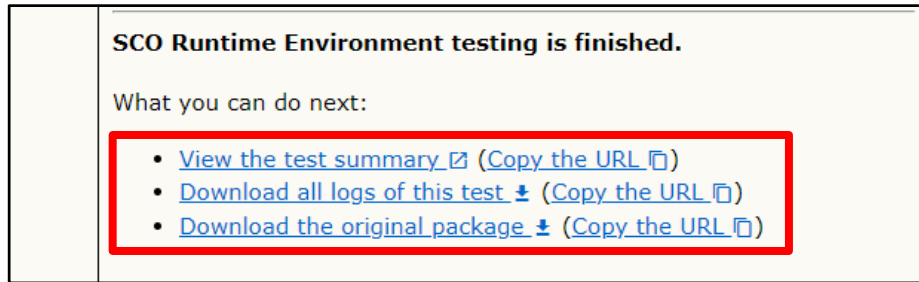 SCO Runtime Environment testing is finished.
What you can do next:
• View the test summary (Copy the URL)
• Download all logs of this test (Copy the URL)
• Download the original package (Copy the URL)